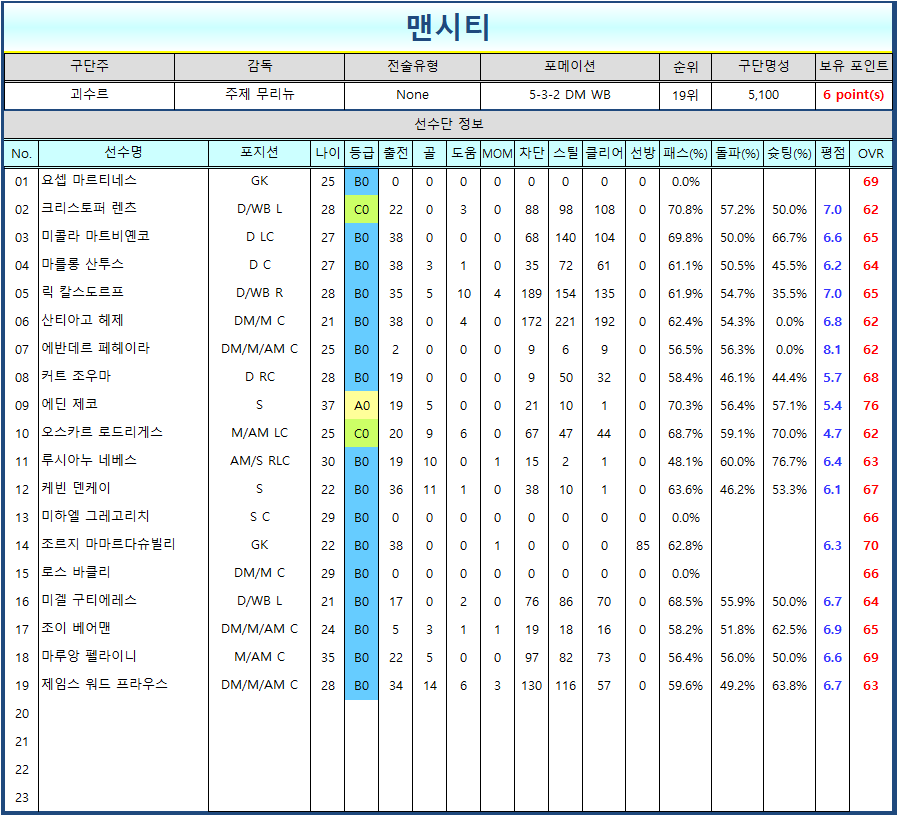 맨시티
구단주 감독 전술유형 포메이션 순위 구단명성 보유 포인트
괴수르 주제 무리뉴 None 5-3-2 DM WB 19위 5,100 6 point(s)
선수단 정보
No. 선수명 포지션 나이 등급 출전 골 도움 MOM 차단 스틸 클리어 선방 패스(%) 돌파(%) 슛팅(%) 평점 OVR
01 요셉 마르티네스 GK 25 B0 0 0 0 0 0 0 0 0 0.0% 69
02 크리스토퍼 렌츠 D/WB L 28 C0 22 0 3 0 88 98 108 0 70.8% 57.2% 50.0% 7.0 62
03 미콜라 마트비옌코 D LC 27 B0 38 0 0 0 68 140 104 0 69.8% 50.0% 66.7% 6.6 65
04 마를롱 산투스 D C 27 B0 38 3 1 0 35 72 61 0 61.1% 50.5% 45.5% 6.2 64
05 릭 칼스도르프 D/WB R 28 B0 35 5 10 4 189 154 135 0 61.9% 54.7% 35.5% 7.0 65
06 산티아고 헤제 DM/M C 21 B0 38 0 4 0 172 221 192 0 62.4% 54.3% 0.0% 6.8 62
07 에반데르 페헤이라 DM/M/AM C 25 B0 2 0 0 0 9 6 9 0 56.5% 56.3% 0.0% 8.1 62
08 커트 조우마 D RC 28 B0 19 0 0 0 9 50 32 0 58.4% 46.1% 44.4% 5.7 68
09 에딘 제코 S 37 A0 19 5 0 0 21 10 1 0 70.3% 56.4% 57.1% 5.4 76
10 오스카르 로드리게스 M/AM LC 25 C0 20 9 6 0 67 47 44 0 68.7% 59.1% 70.0% 4.7 62
11 루시아누 네베스 AM/S RLC 30 B0 19 10 0 1 15 2 1 0 48.1% 60.0% 76.7% 6.4 63
12 케빈 덴케이 S 22 B0 36 11 1 0 38 10 1 0 63.6% 46.2% 53.3% 6.1 67
13 미하엘 그레고리치 S C 29 B0 0 0 0 0 0 0 0 0 0.0% 66
14 조르지 마마르다슈빌리 GK 22 B0 38 0 0 1 0 0 0 85 62.8% 6.3 70
15 로스 바클리 DM/M C 29 B0 0 0 0 0 0 0 0 0 0.0% 66
16 미겔 구티에레스 D/WB L 21 B0 17 0 2 0 76 86 70 0 68.5% 55.9% 50.0% 6.7 64
17 조이 베어맨 DM/M/AM C 24 B0 5 3 1 1 19 18 16 0 58.2% 51.8% 62.5% 6.9 65
18 마루앙 펠라이니 M/AM C 35 B0 22 5 0 0 97 82 73 0 56.4% 56.0% 50.0% 6.6 69
19 제임스 워드 프라우스 DM/M/AM C 28 B0 34 14 6 3 130 116 57 0 59.6% 49.2% 63.8% 6.7 63
20
21
22
23